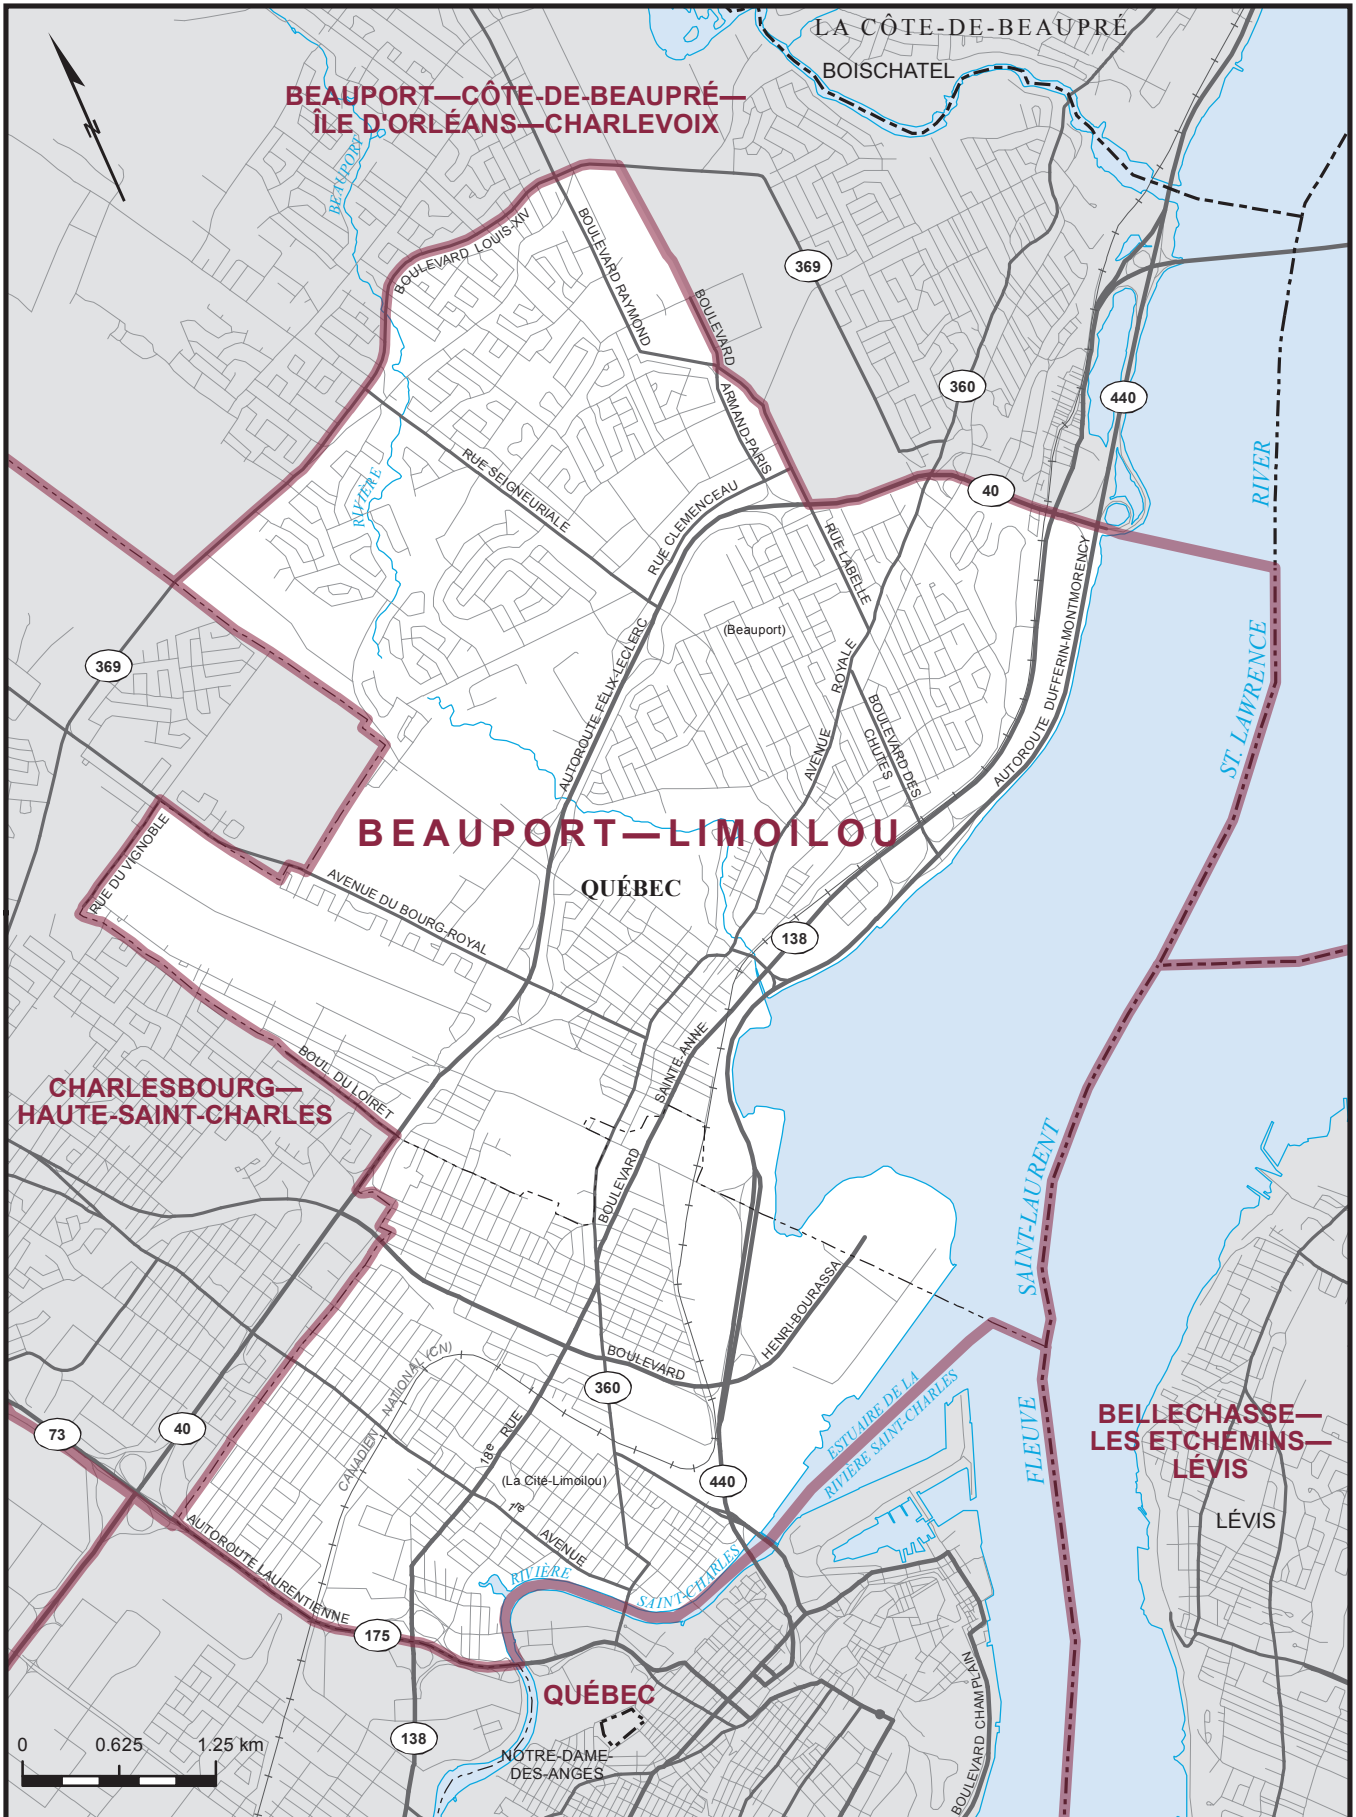 LA CÔTE-DE-BEAUPRÉ
BOISCHATEL
BEAUPORT—CÔTE-DE-BEAUPRÉ—
ÎLE D'ORLÉANS—CHARLEVOIX
N
BEAUPORT
RIVIÈRE
BOULEVARD LOUIS-XIV
BOULEVARD RAYMOND
BOULEVARD
ARMAND-PARIS
369
360
440
40
RIVER
ST. LAWRENCE
RUE SEIGNEURIALE
RUE CLEMENCEAU
RUE LABELLE
(Beauport)
AUTOROUTE FÉLIX-LECLERC
AVENUE ROYALE
BOULEVARD DES
CHUTES
AUTOROUTE DUFFERIN-MONTMORENCY
369
RUE DU VIGNOBLE
BEAUPORT—LIMOILOU
QUÉBEC
AVENUE DU BOURG-ROYAL
138
BOUL. DU LOIRET
CHARLESBOURG—
HAUTE-SAINT-CHARLES
BOULEVARD SAINTE-ANNE
SAINT-LAURENT
FLEUVE
BOULEVARD
HENRI-BOURASSA
360
CANADIEN NATIONAL (CN)
18e RUE
(La Cité-Limoilou)
1re AVENUE
440
ESTUAIRE DE LA
RIVIÈRE SAINT-CHARLES
BELLECHASSE—
LES ETCHEMINS—
LÉVIS
LÉVIS
73
40
AUTOROUTE LAURENTIENNE
175
RIVIÈRE
SAINT-CHARLES
QUÉBEC
NOTRE-DAME-
DES-ANGES
138
BOULEVARD CHAMPLAIN
0 0.625 1.25 km